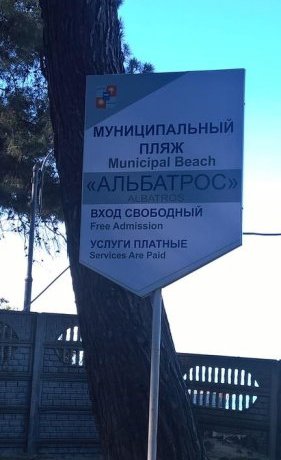 МУНИЦИПАЛЬНЫЙ
ПЛЯЖ
Municipal Beach
«АЛЬБАТРОС»
ALBATROS
ВХОД СВОБОДНЫЙ
Free Admission
УСЛУГИ ПЛАТНЫЕ
Services Are Paid